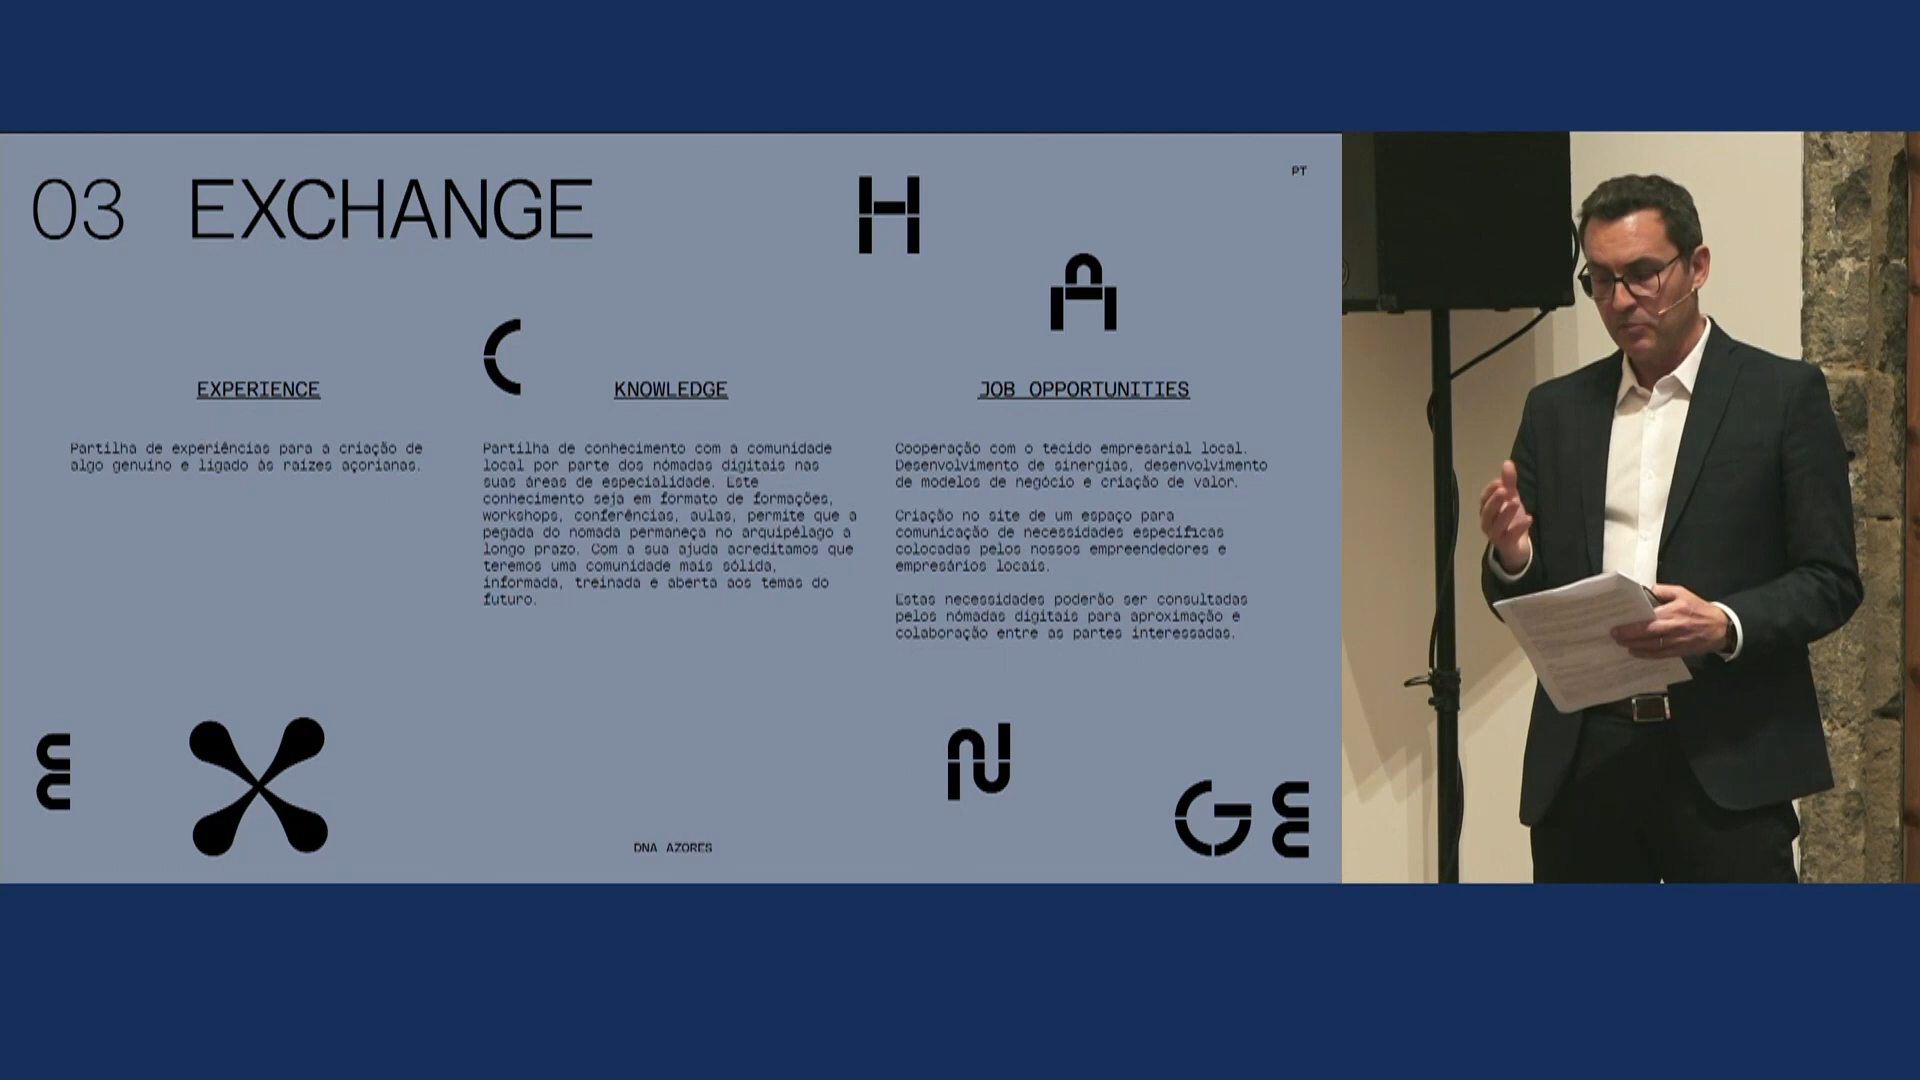 03 EXCHANGE
PT
H
A
C
EXPERIENCE
Partilha de experiências para a criação de
algo genuíno e ligado às raízes açorianas.
KNOWLEDGE
Partilha de conhecimento com a comunidade
local por parte dos nómadas digitais nas
suas áreas de especialidade. Este
conhecimento seja em formato de formações,
workshops, conferências, aulas, permite que a
pegada do nomada permaneça no arquipélago a
longo prazo. Com a sua ajuda acreditamos que
teremos uma comunidade mais sólida,
informada, treinada e aberta aos temas do
futuro.
JOB OPPORTUNITIES
Cooperação com o tecido empresarial local.
Desenvolvimento de sinergias, desenvolvimento
de modelos de negócio e criação de valor.
Criação no site de um espaço para
comunicação de necessidades específicas
colocadas pelos nossos empreendedores e
empresários locais.
Estas necessidades poderão ser consultadas
pelos nómadas digitais para aproximação e
colaboração entre as partes interessadas.
E
X
N
G E
DNA AZORES